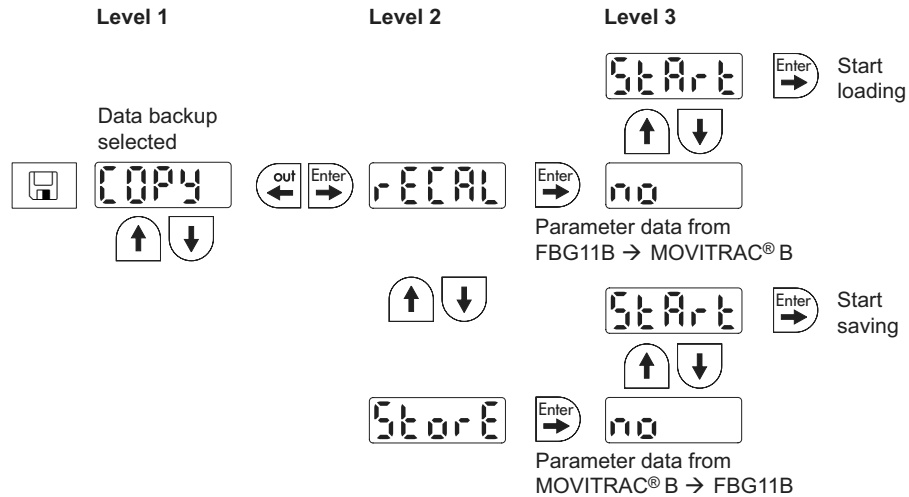 Level 1 Level 2 Level 3
StArt Enter Start
loading
Data backup
selected
COPY out Enter rECAL Enter no
Parameter data from
FBG11B → MOVITRAC® B
StArt Enter Start
saving
StorE Enter no
Parameter data from
MOVITRAC® B → FBG11B